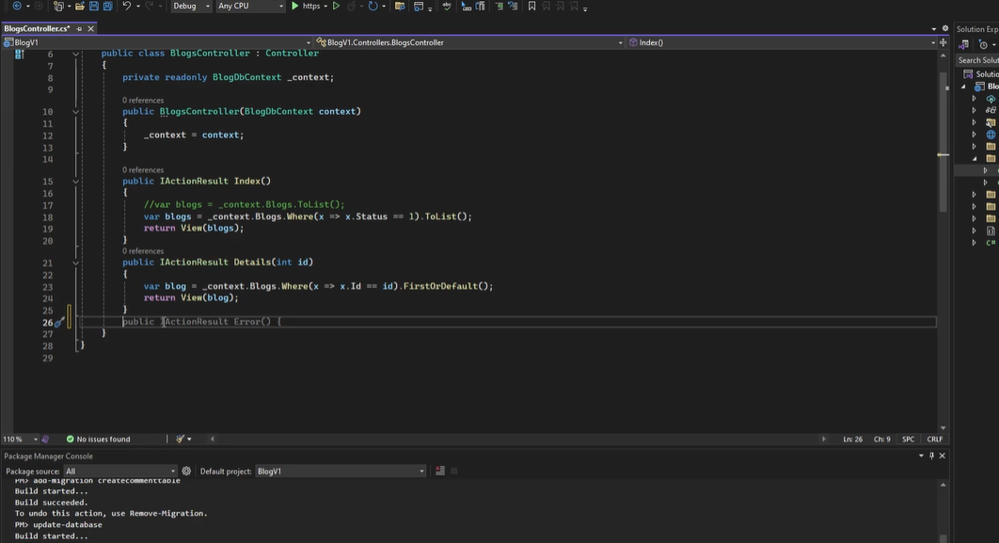 Debug Any CPU https
BlogsController.cs*
BlogV1 BlogV1.Controllers.BlogsController Index()
Solution Exp
Search Solut
Solutio
Blo
6 public class BlogsController : Controller
7 {
8 private readonly BlogDbContext _context;
9
0 references
10 public BlogsController(BlogDbContext context)
11 {
12 _context = context;
13 }
14
0 references
15 public IActionResult Index()
16 {
17 //var blogs = _context.Blogs.ToList();
18 var blogs = _context.Blogs.Where(x => x.Status == 1).ToList();
19 return View(blogs);
20 }
0 references
21 public IActionResult Details(int id)
22 {
23 var blog = _context.Blogs.Where(x => x.Id == id).FirstOrDefault();
24 return View(blog);
25 }
26 public IActionResult Error() {
27 }
28 }
29
110 % No issues found Ln: 26 Ch: 9 SPC CRLF
Package Manager Console
Package source: All Default project: BlogV1
PM> add-migration createcommenttable
Build started...
Build succeeded.
To undo this action, use Remove-Migration.
PM> update-database
Build started...